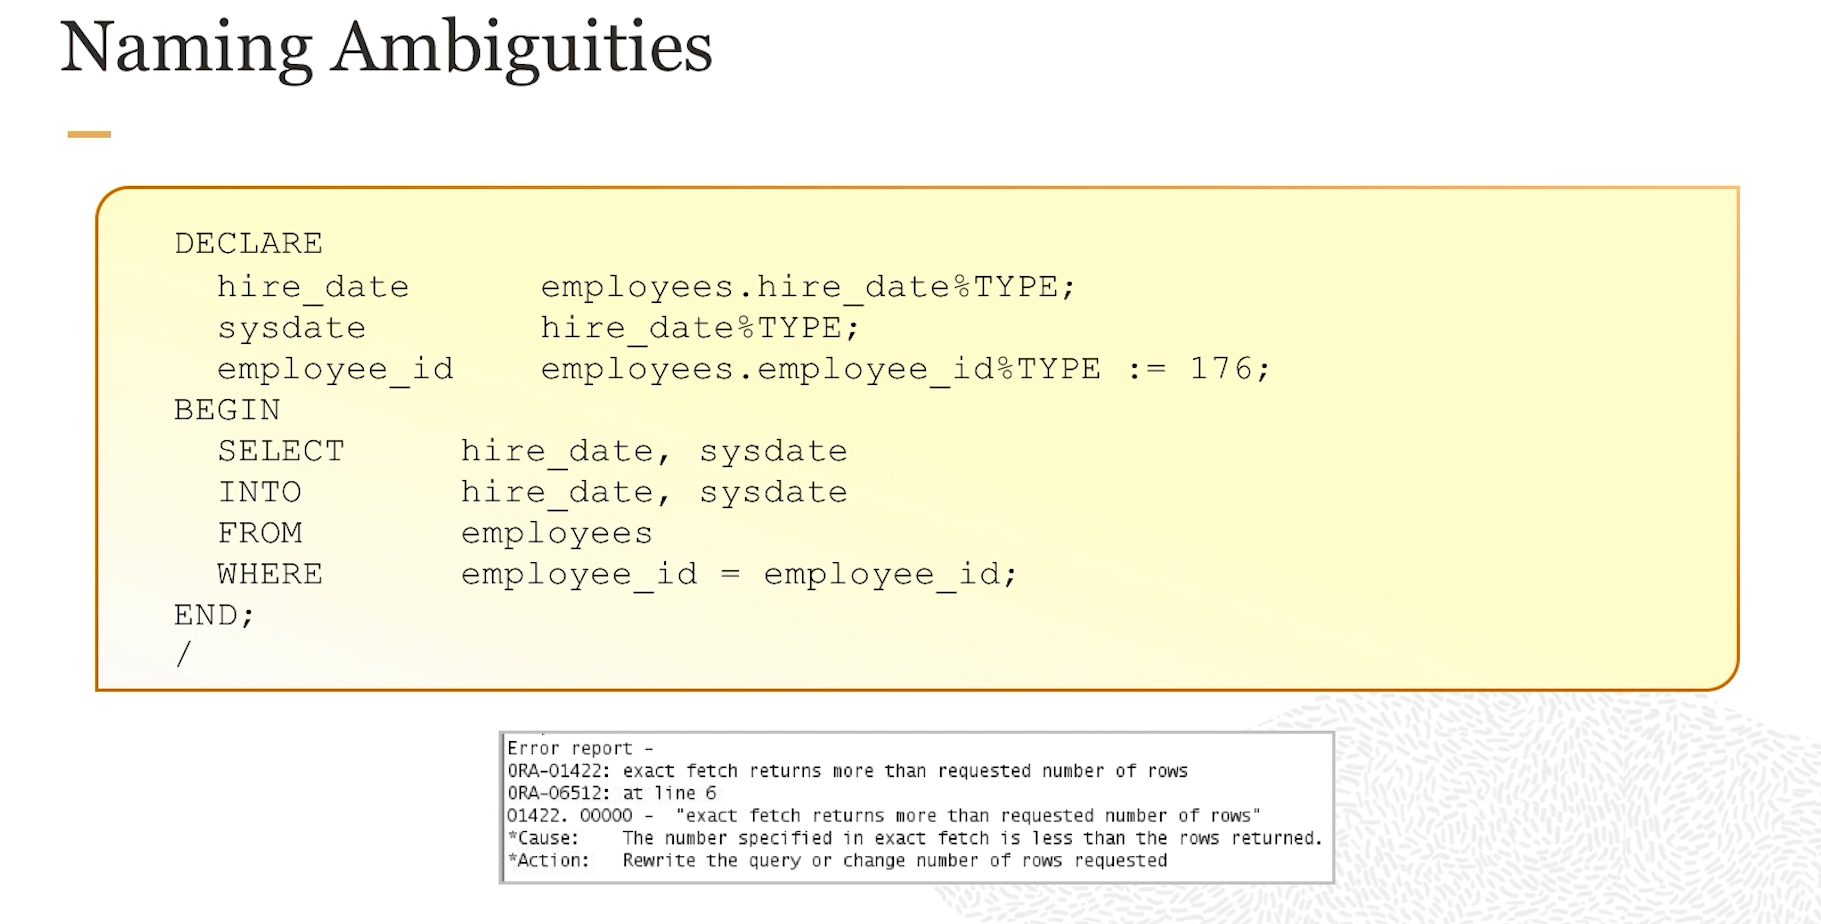 Naming Ambiguities
DECLARE
hire_date employees.hire_date%TYPE;
sysdate hire_date%TYPE;
employee_id employees.employee_id%TYPE := 176;
BEGIN
SELECT hire_date, sysdate
INTO hire_date, sysdate
FROM employees
WHERE employee_id = employee_id;
END;
/
Error report -
ORA-01422: exact fetch returns more than requested number of rows
ORA-06512: at line 6
01422. 00000 - "exact fetch returns more than requested number of rows"
*Cause: The number specified in exact fetch is less than the rows returned.
*Action: Rewrite the query or change number of rows requested